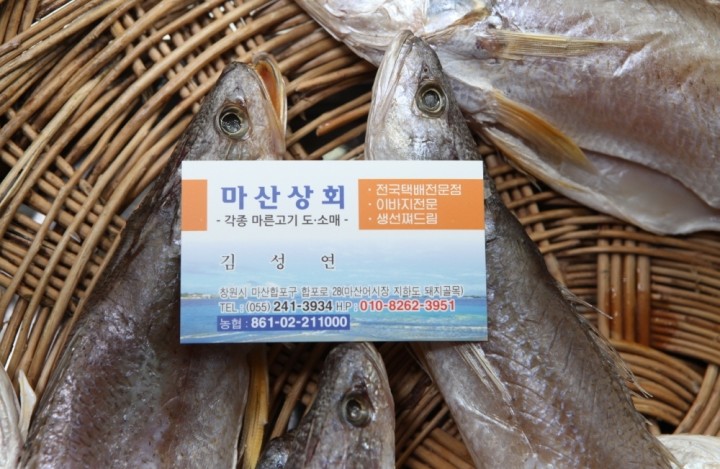 마산상회
- 각종 마른고기 도·소매 -
· 전국택배전문점
· 이바지전문
· 생선쪄드림
김 성 연
창원시 마산합포구 합포로 28(마산어시장 지하도 돼지골목)
TEL : (055) 241-3934 H.P : 010-8262-3951
농협 : 861-02-211000